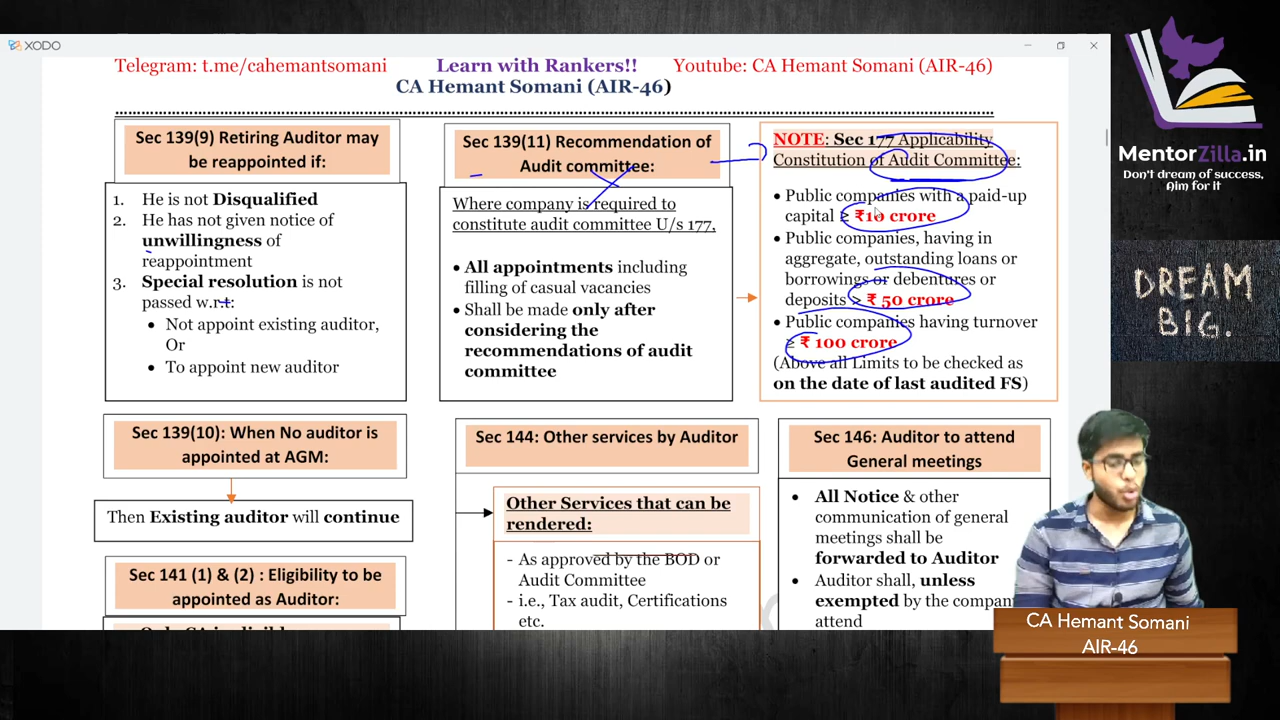 XODO
Telegram: t.me/cahemantsomani Learn with Rankers!! Youtube: CA Hemant Somani (AIR-46)
CA Hemant Somani (AIR-46)
Sec 139(9) Retiring Auditor may
be reappointed if:
1. He is not Disqualified
2. He has not given notice of
unwillingness of
reappointment
3. Special resolution is not
passed w.r.t:
• Not appoint existing auditor,
Or
• To appoint new auditor
Sec 139(11) Recommendation of
Audit committee:
Where company is required to
constitute audit committee U/s 177,
• All appointments including
filling of casual vacancies
• Shall be made only after
considering the
recommendations of audit
committee
NOTE: Sec 177 Applicability
Constitution of Audit Committee:
• Public companies with a paid-up
capital ≥ ₹10 crore
• Public companies, having in
aggregate, outstanding loans or
borrowings or debentures or
deposits > ₹ 50 crore
• Public companies having turnover
≥ ₹ 100 crore
(Above all Limits to be checked as
on the date of last audited FS)
Sec 139(10): When No auditor is
appointed at AGM:
Then Existing auditor will continue
Sec 141 (1) & (2) : Eligibility to be
appointed as Auditor:
Sec 144: Other services by Auditor
Other Services that can be
rendered:
- As approved by the BOD or
Audit Committee
- i.e., Tax audit, Certifications
etc.
Sec 146: Auditor to attend
General meetings
• All Notice & other
communication of general
meetings shall be
forwarded to Auditor
• Auditor shall, unless
exempted by the compan
attend
MentorZilla.in
Don't dream of success,
Aim for it
DREAM
BIG.
CA Hemant Somani
AIR-46